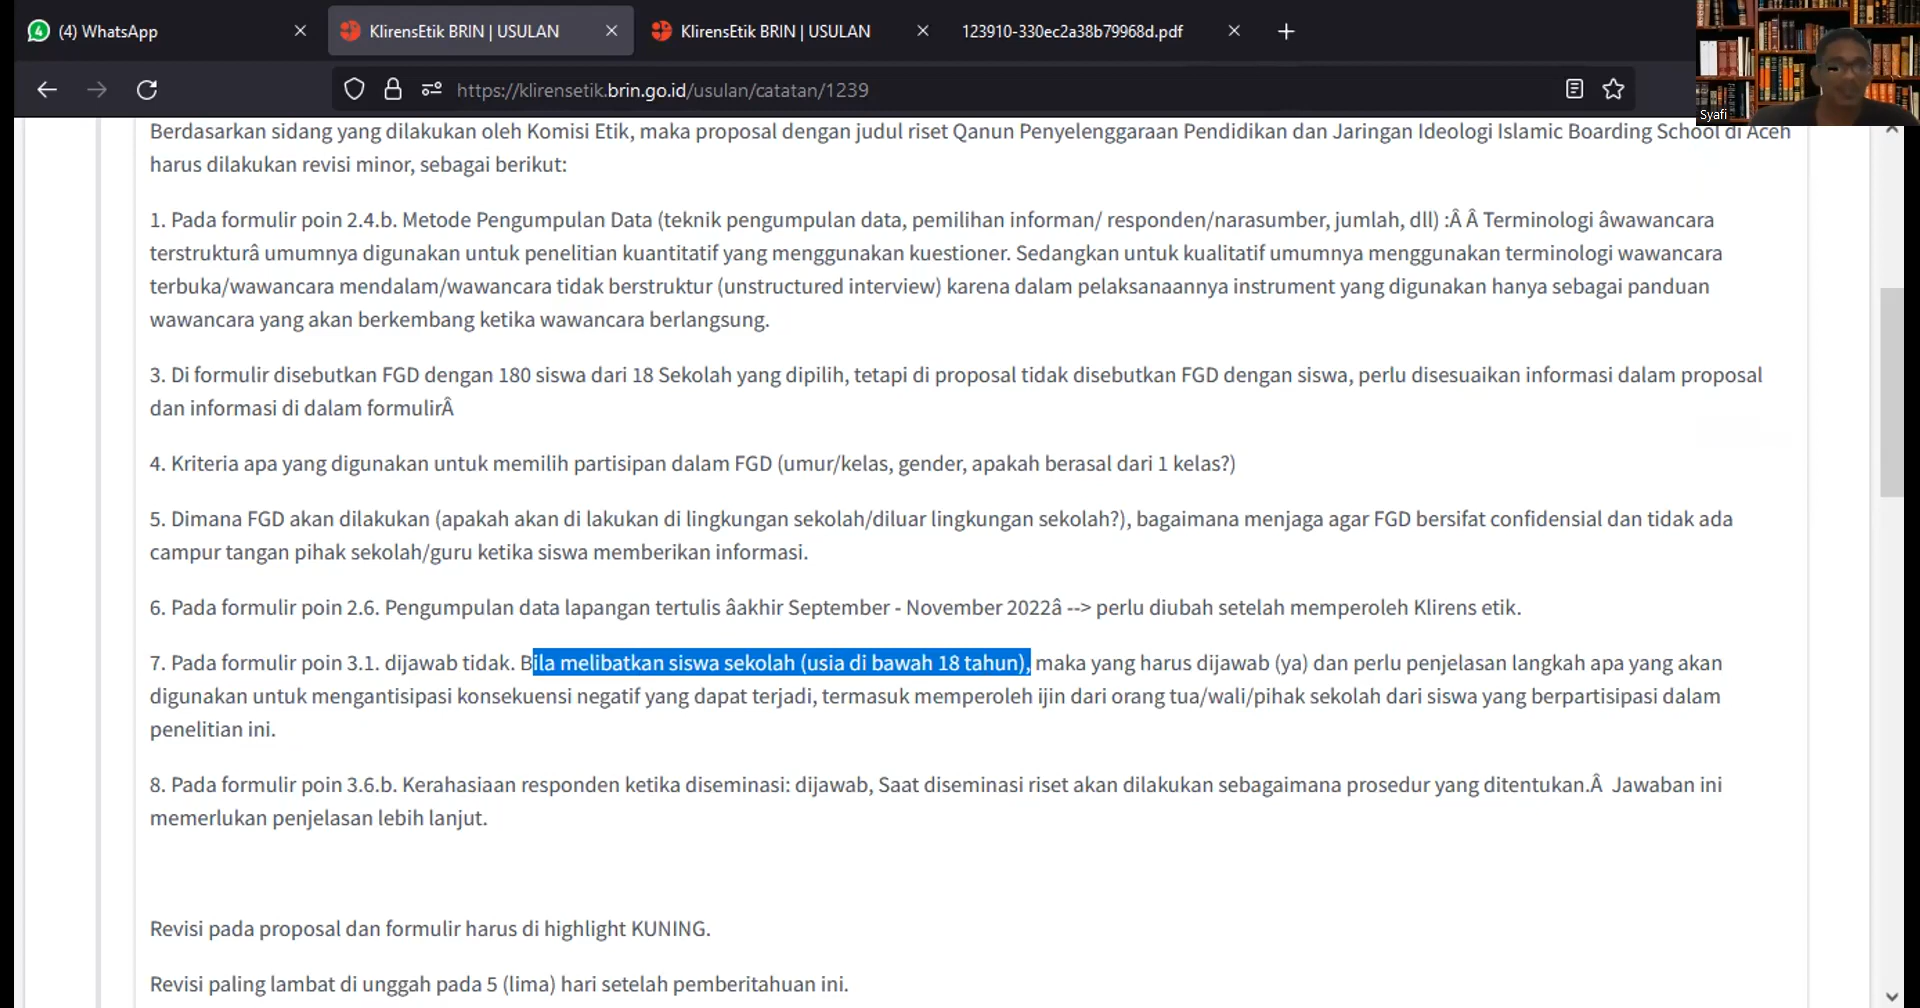 (4) WhatsApp
KlirensEtik BRIN | USULAN
KlirensEtik BRIN | USULAN
123910-330ec2a38b79968d.pdf
https://klirensetik.brin.go.id/usulan/catatan/1239
Syafi
Berdasarkan sidang yang dilakukan oleh Komisi Etik, maka proposal dengan judul riset Qanun Penyelenggaraan Pendidikan dan Jaringan Ideologi Islamic Boarding School di Aceh
harus dilakukan revisi minor, sebagai berikut:
1. Pada formulir poin 2.4.b. Metode Pengumpulan Data (teknik pengumpulan data, pemilihan informan/ responden/narasumber, jumlah, dll) :Â Â Terminologi âwawancara
terstrukturâ umumnya digunakan untuk penelitian kuantitatif yang menggunakan kuestioner. Sedangkan untuk kualitatif umumnya menggunakan terminologi wawancara
terbuka/wawancara mendalam/wawancara tidak berstruktur (unstructured interview) karena dalam pelaksanaannya instrument yang digunakan hanya sebagai panduan
wawancara yang akan berkembang ketika wawancara berlangsung.
3. Di formulir disebutkan FGD dengan 180 siswa dari 18 Sekolah yang dipilih, tetapi di proposal tidak disebutkan FGD dengan siswa, perlu disesuaikan informasi dalam proposal
dan informasi di dalam formulirÂ
4. Kriteria apa yang digunakan untuk memilih partisipan dalam FGD (umur/kelas, gender, apakah berasal dari 1 kelas?)
5. Dimana FGD akan dilakukan (apakah akan di lakukan di lingkungan sekolah/diluar lingkungan sekolah?), bagaimana menjaga agar FGD bersifat confidensial dan tidak ada
campur tangan pihak sekolah/guru ketika siswa memberikan informasi.
6. Pada formulir poin 2.6. Pengumpulan data lapangan tertulis âakhir September - November 2022â --> perlu diubah setelah memperoleh Klirens etik.
7. Pada formulir poin 3.1. dijawab tidak. Bila melibatkan siswa sekolah (usia di bawah 18 tahun), maka yang harus dijawab (ya) dan perlu penjelasan langkah apa yang akan
digunakan untuk mengantisipasi konsekuensi negatif yang dapat terjadi, termasuk memperoleh ijin dari orang tua/wali/pihak sekolah dari siswa yang berpartisipasi dalam
penelitian ini.
8. Pada formulir poin 3.6.b. Kerahasiaan responden ketika diseminasi: dijawab, Saat diseminasi riset akan dilakukan sebagaimana prosedur yang ditentukan.Â  Jawaban ini
memerlukan penjelasan lebih lanjut.
Revisi pada proposal dan formulir harus di highlight KUNING.
Revisi paling lambat di unggah pada 5 (lima) hari setelah pemberitahuan ini.